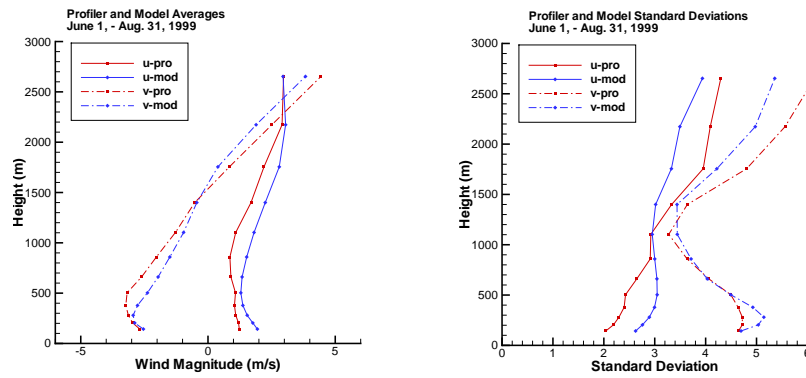 Profiler and Model Averages
June 1, - Aug. 31, 1999
3000
2500
2000
1500
1000
500
0
Height (m)
u-pro
u-mod
v-pro
v-mod
-5
0
5
Wind Magnitude (m/s)
Profiler and Model Standard Deviations
June 1, - Aug. 31, 1999
3000
2500
2000
1500
1000
500
0
Height (m)
u-pro
u-mod
v-pro
v-mod
0
1
2
3
4
5
6
Standard Deviation